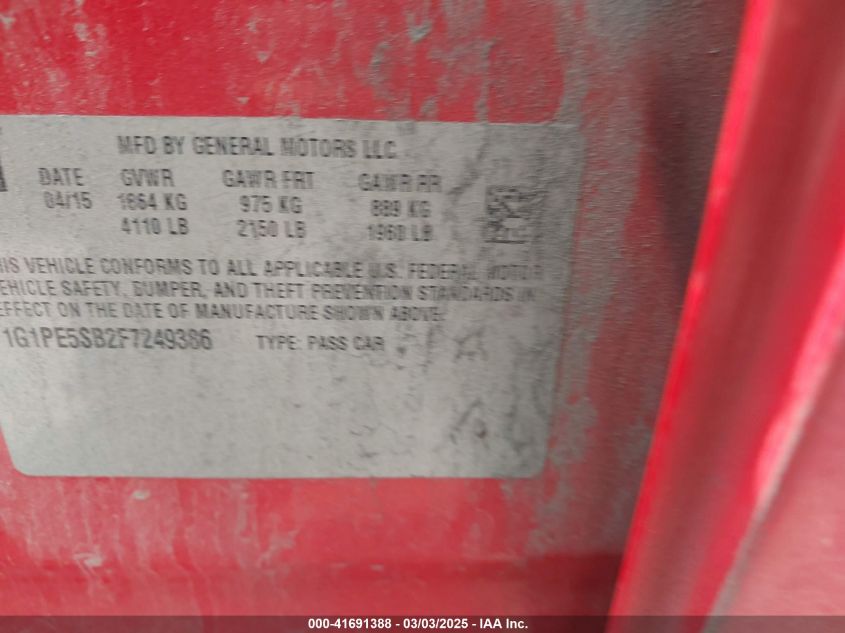 MFD BY GENERAL MOTORS LLC
DATE GVWR GAWR FRT GAWR RR
04/15 1864 KG 975 KG 889 KG
4110 LB 2150 LB 1960 LB
HIS VEHICLE CONFORMS TO ALL APPLICABLE U.S. FEDERAL MOTOR
EHICLE SAFETY, BUMPER, AND THEFT PREVENTION STANDARDS IN
EFFECT ON THE DATE OF MANUFACTURE SHOWN ABOVE.
1G1PE5SB2F7249386 TYPE: PASS CAR
000-41691388 - 03/03/2025 - IAA Inc.